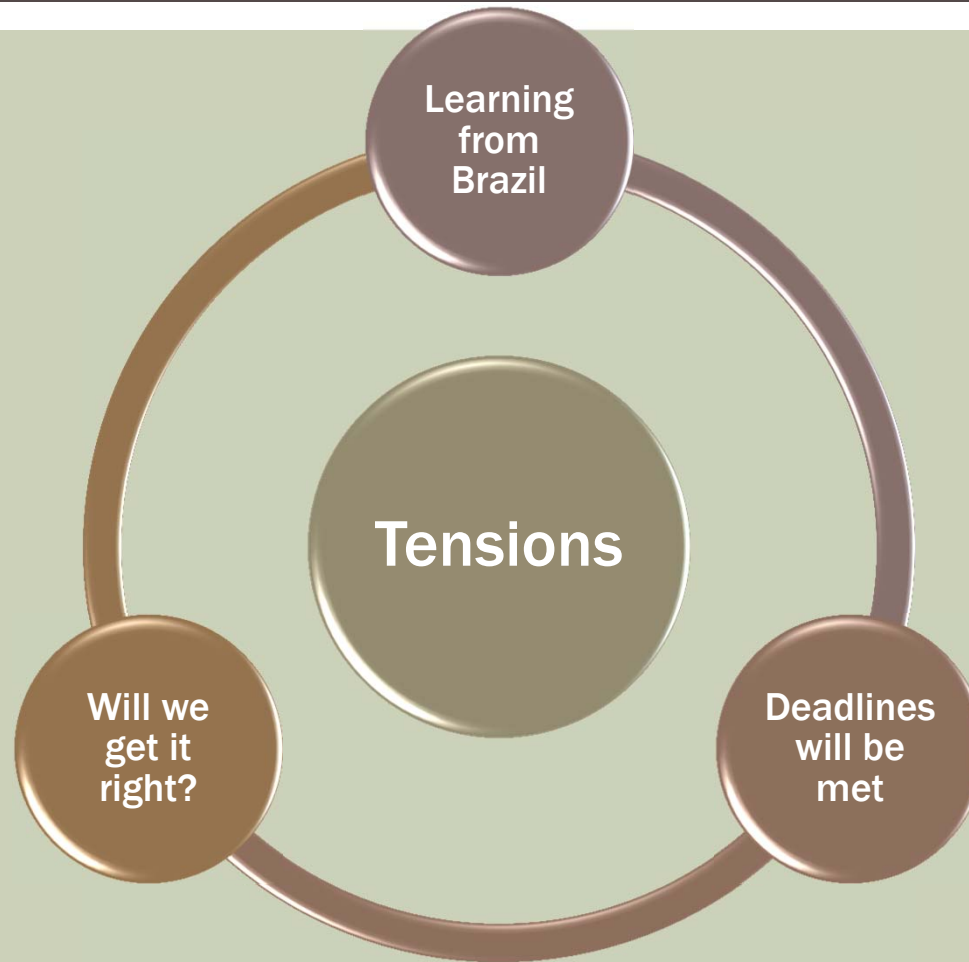 Learning
from
Brazil
Tensions
Will we
get it
right?
Deadlines
will be
met